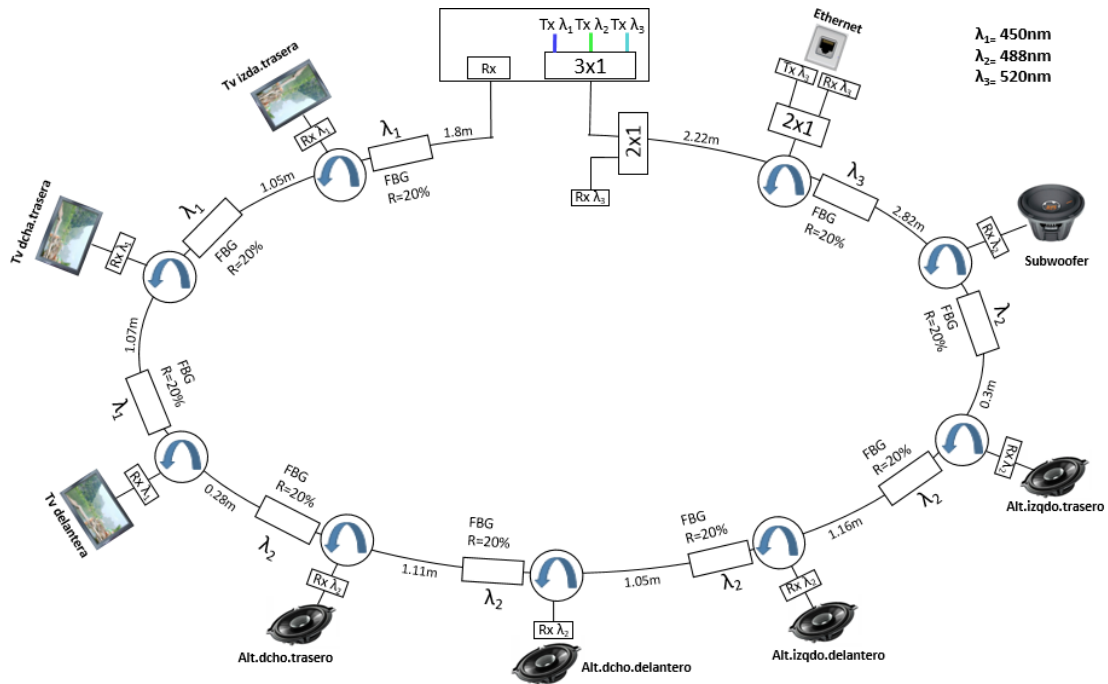 Tx λ₁ Tx λ₂ Tx λ₃
3x1
Rx
Ethernet
Tx λ₃
Rx λ₃
2x1
λ₁= 450nm
λ₂= 488nm
λ₃= 520nm
2x1
Rx λ₃
2.22m
λ₃
FBG
R=20%
2.82m
Rx λ₂
Subwoofer
λ₂
FBG
R=20%
0.3m
Rx λ₂
Alt.izqdo.trasero
FBG
R=20%
λ₂
1.16m
Rx λ₂
Alt.izqdo.delantero
FBG
R=20%
λ₂
1.05m
Rx λ₂
Alt.dcho.delantero
FBG
R=20%
λ₂
1.11m
Rx λ₂
Alt.dcho.trasero
FBG
R=20%
λ₂
0.28m
Rx λ₁
Tv delantera
FBG
R=20%
λ₁
1.07m
Rx λ₁
Tv dcha.trasera
λ₁
FBG
R=20%
1.05m
Rx λ₁
Tv izda.trasera
λ₁
FBG
R=20%
1.8m